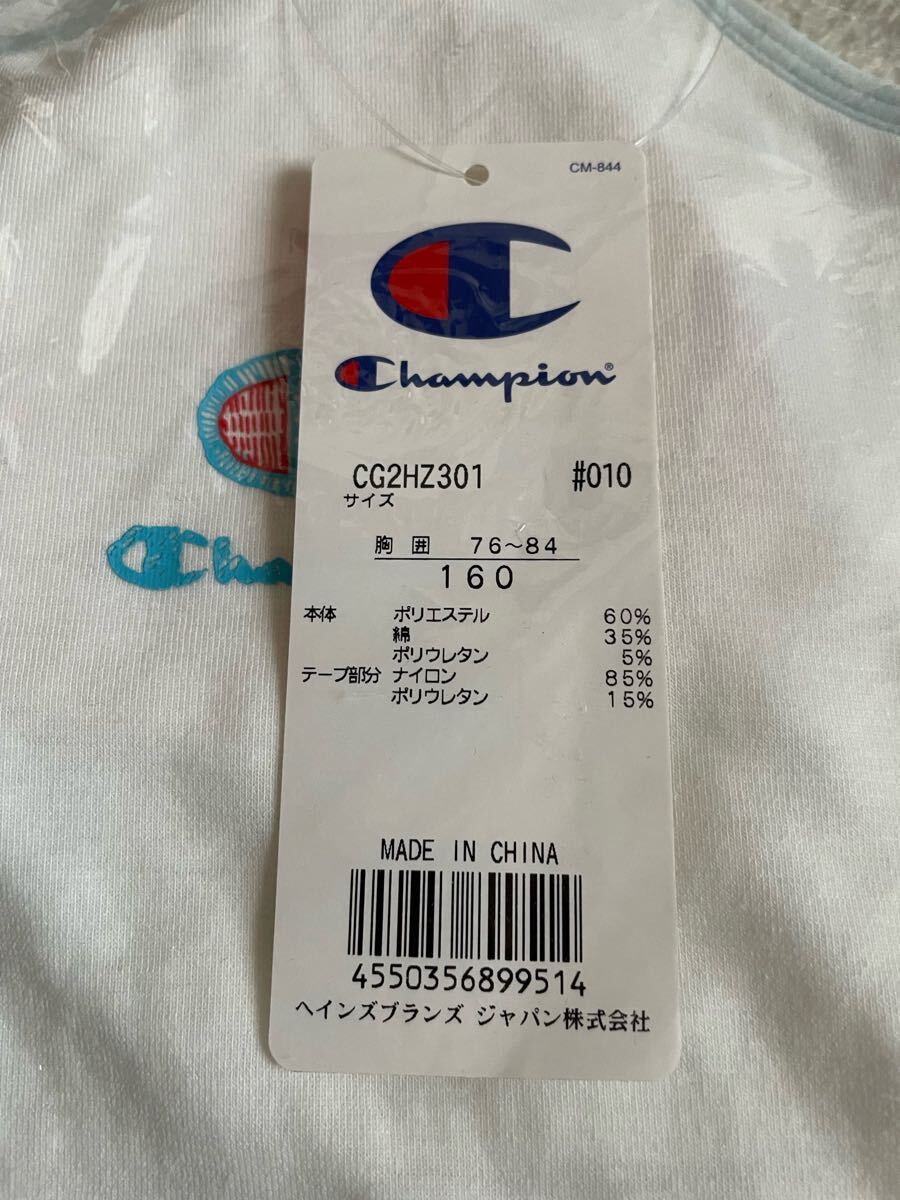 CM-844
Champion®
CG2HZ301 #010
サイズ
胸 囲 76～84
160
本体 ポリエステル 60%
綿 35%
ポリウレタン 5%
テープ部分 ナイロン 85%
ポリウレタン 15%
MADE IN CHINA
4550356899514
ヘインズブランズ ジャパン株式会社
Cha